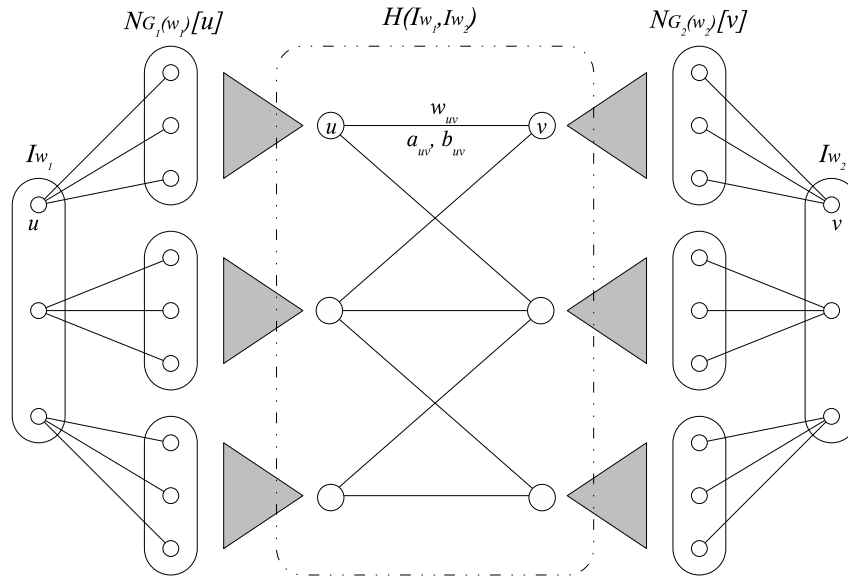 N_{G_1(w_1)}[u]
H(I_{w_1},I_{w_2})
N_{G_2(w_2)}[v]
I_{w_1}
I_{w_2}
u
v
w_{uv}
a_{uv}, b_{uv}
u
v